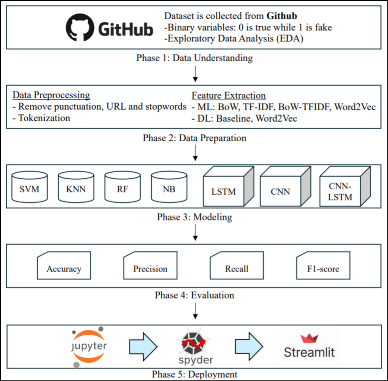 GitHub
Dataset is collected from Github
-Binary variables: 0 is true while 1 is fake
-Exploratory Data Analysis (EDA)
Phase 1: Data Understanding
Data Preprocessing
- Remove punctuation, URL and stopwords
- Tokenization
Feature Extraction
- ML: BoW, TF-IDF, BoW-TFIDF, Word2Vec
- DL: Baseline, Word2Vec
Phase 2: Data Preparation
SVM
KNN
RF
NB
LSTM
CNN
CNN-
LSTM
Phase 3: Modeling
Accuracy
Precision
Recall
F1-score
Phase 4: Evaluation
jupyter
spyder
Streamlit
Phase 5: Deployment